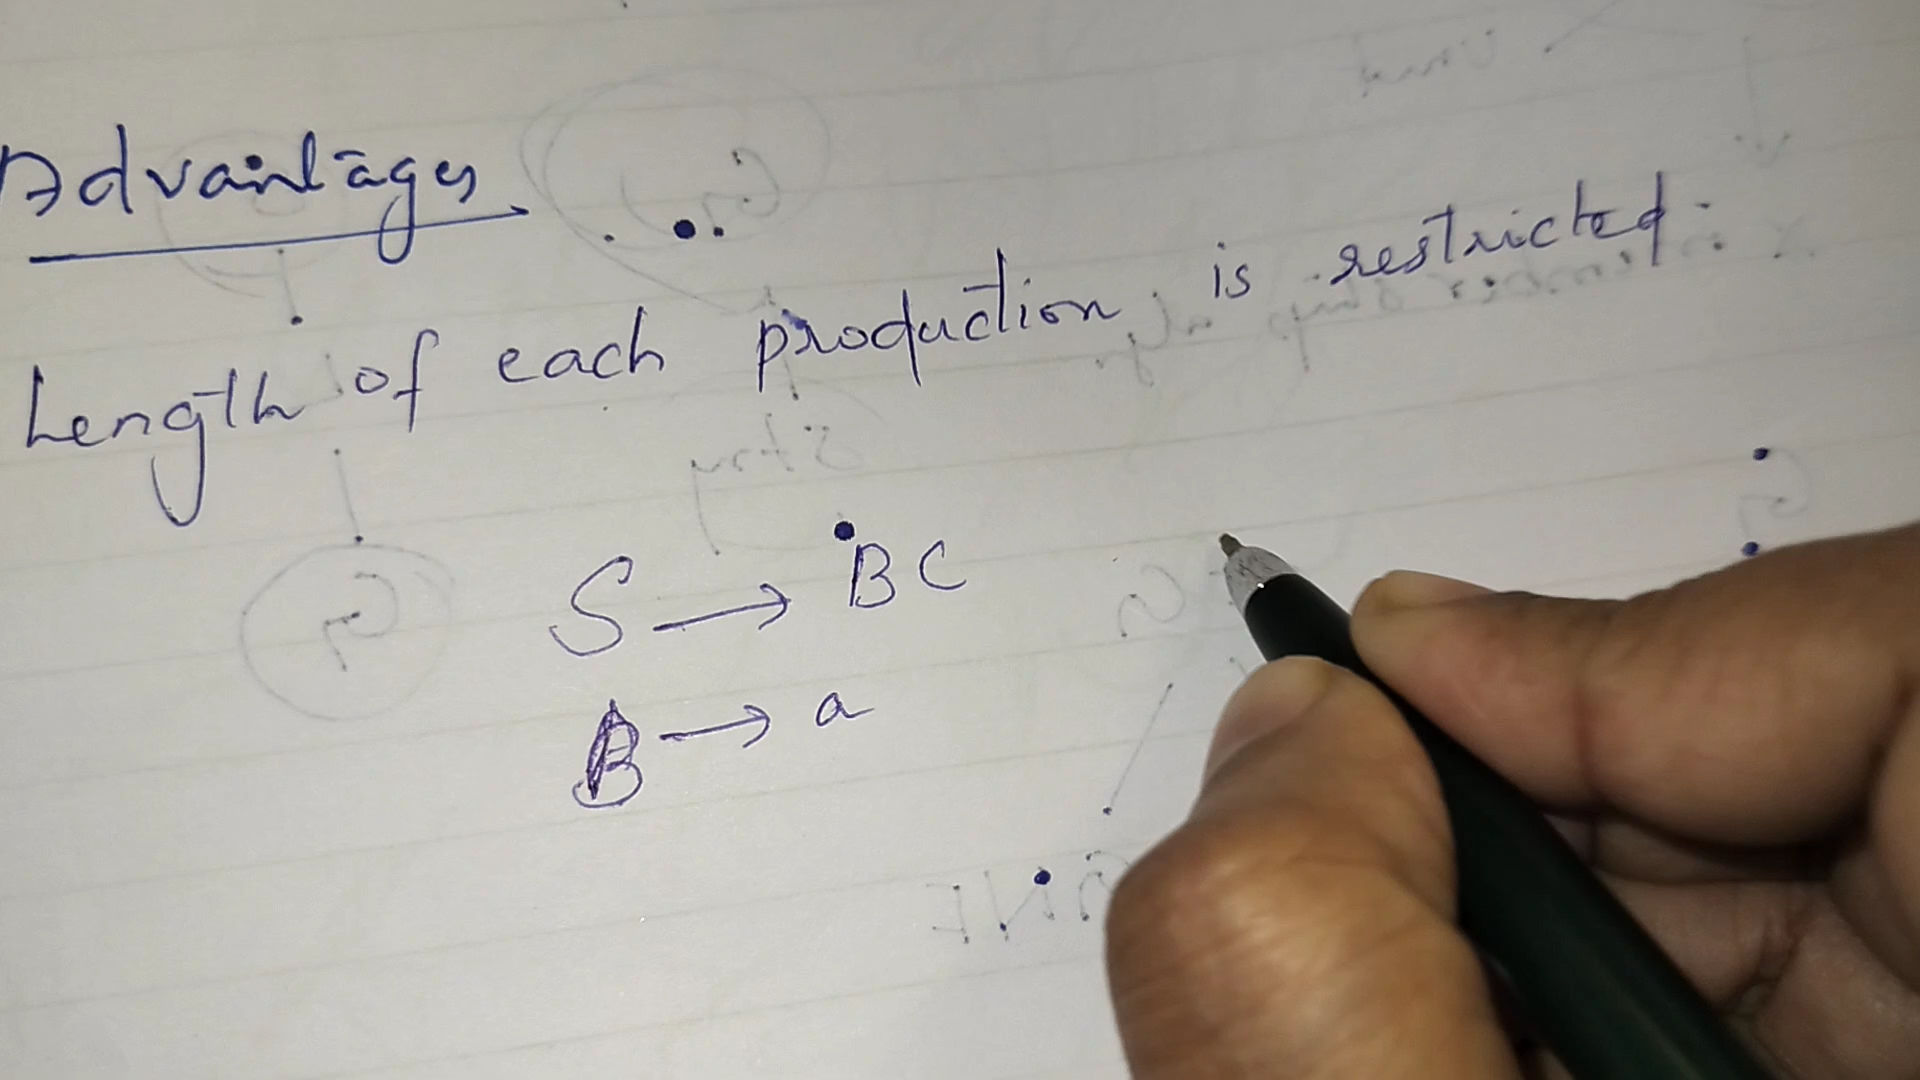 Advantages
Length of each production is restricted.
S → BC
B → a